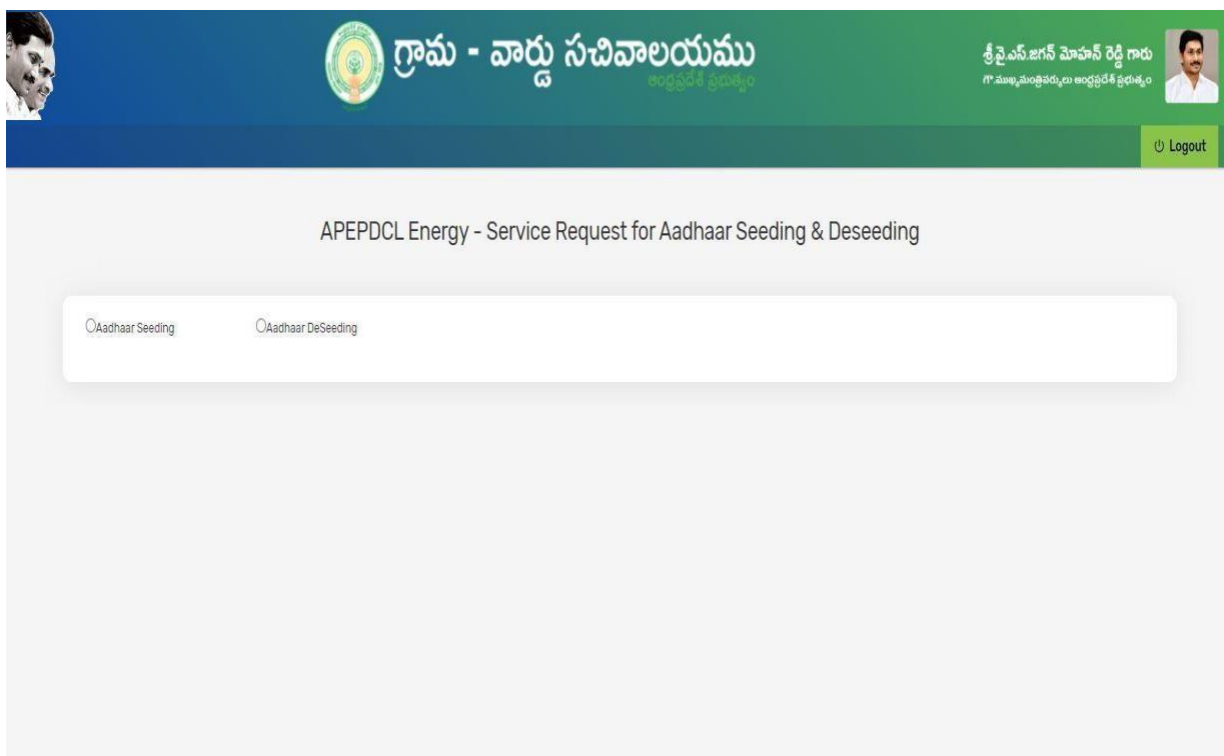 గ్రామ - వార్డు సచివాలయము
ఆంధ్రప్రదేశ్ ప్రభుత్వం
శ్రీ.వై.ఎస్.జగన్ మోహన్ రెడ్డి గారు
గౌ.ముఖ్యమంత్రివర్యులు ఆంధ్రప్రదేశ్ ప్రభుత్వం
Logout
APEPDCL Energy - Service Request for Aadhaar Seeding & Deseeding
Aadhaar Seeding
Aadhaar DeSeeding